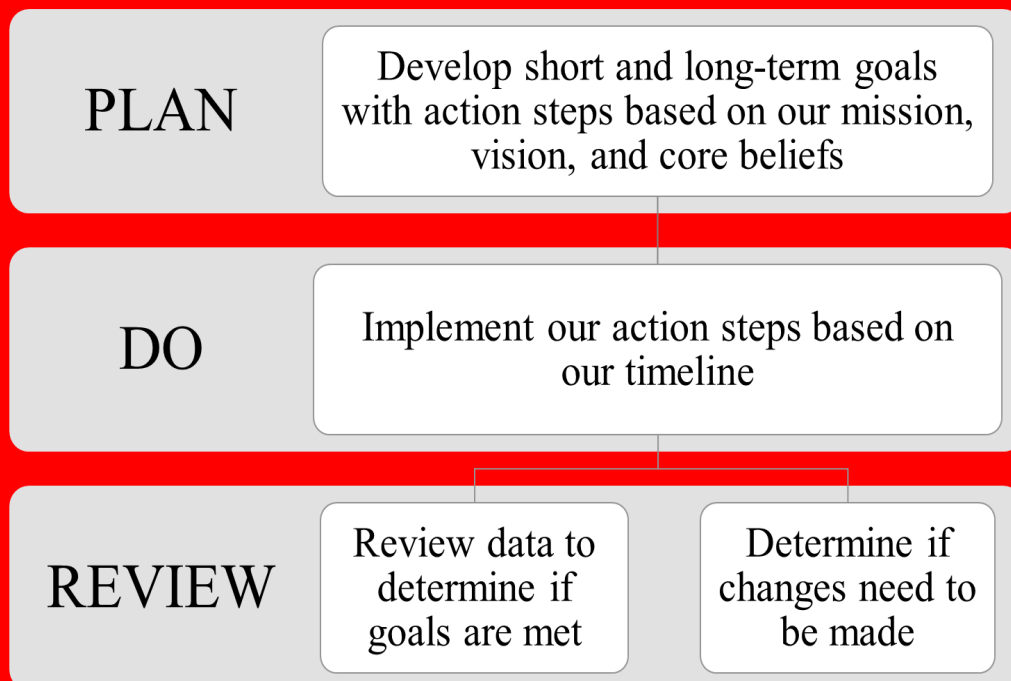 PLAN
Develop short and long-term goals
with action steps based on our mission,
vision, and core beliefs
DO
Implement our action steps based on
our timeline
REVIEW
Review data to
determine if
goals are met
Determine if
changes need to
be made